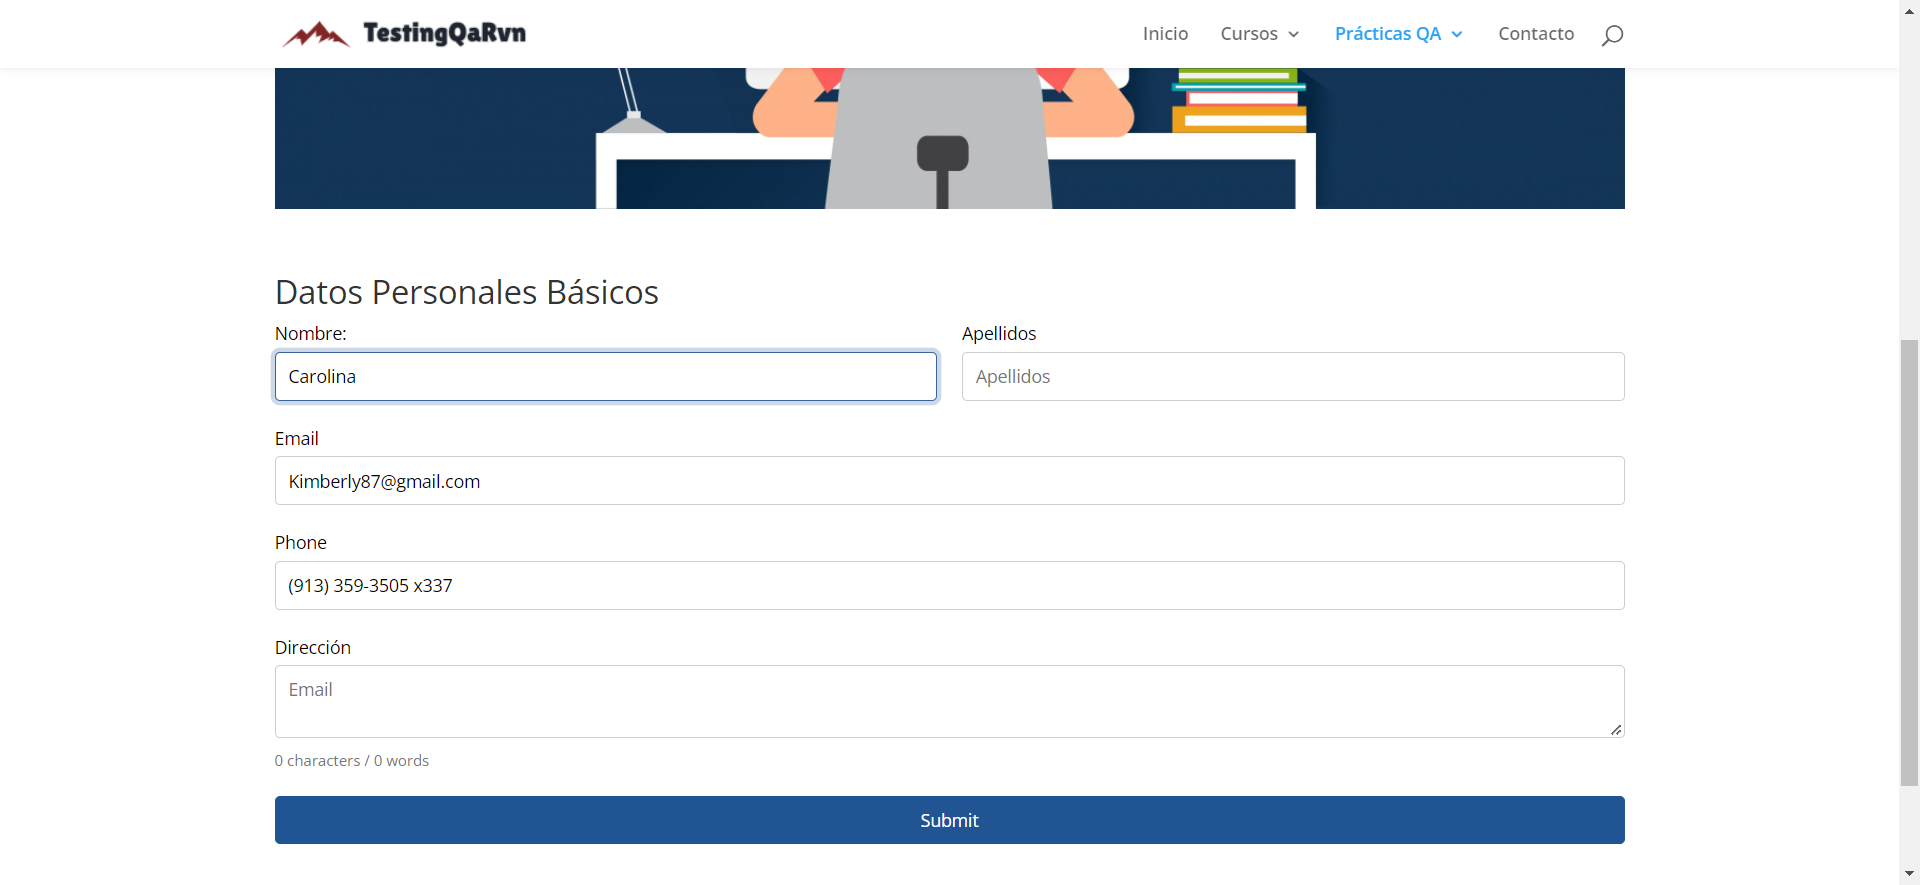 TestingQaRvn
Inicio Cursos Prácticas QA Contacto
Datos Personales Básicos
Nombre: Apellidos
Carolina Apellidos
Email
Kimberly87@gmail.com
Phone
(913) 359-3505 x337
Dirección
Email
0 characters / 0 words
Submit